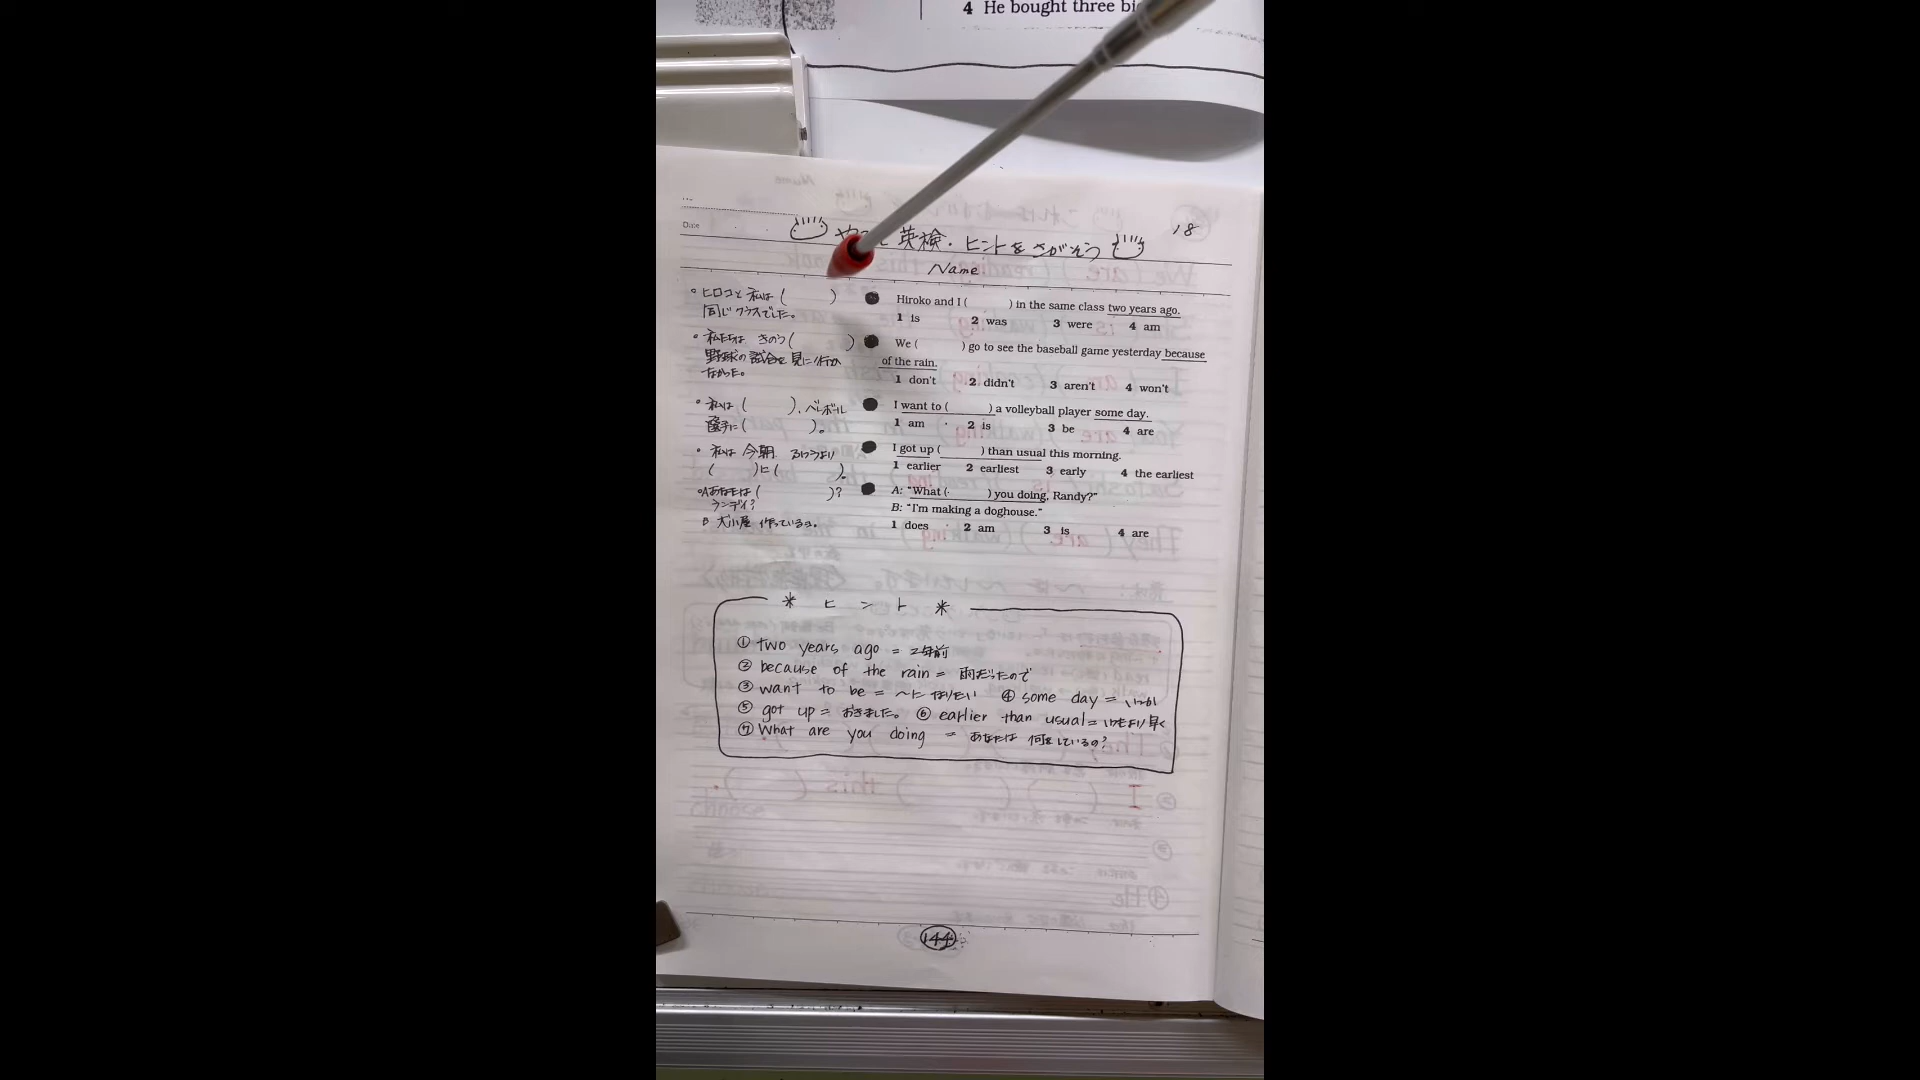 4 He bought three bi
18
英検・ヒントをさがそう
Date
Name
・ヒロコと私は( )
同じクラスでした。
Hiroko and I ( ) in the same class two years ago.
1 is 2 was 3 were 4 am
・私たちは きのう( )
野球の試合を見に行か
なかった。
We ( ) go to see the baseball game yesterday because
of the rain.
1 don't 2 didn't 3 aren't 4 won't
・私は( )、バレーボール
選手に( )。
I want to ( ) a volleyball player some day.
1 am 2 is 3 be 4 are
・私は 今朝 ふつうより
( )に( )。
I got up ( ) than usual this morning.
1 earlier 2 earliest 3 early 4 the earliest
・Aあなたは( )?
ランディ?
B 犬小屋 作っているの。
A: "What ( ) you doing, Randy?"
B: "I'm making a doghouse."
1 does 2 am 3 is 4 are
* ヒント *
① two years ago = 2年前
② because of the rain = 雨だったので
③ want to be = 〜になりたい ④ some day = いつか
⑤ got up = おきました。 ⑥ earlier than usual = いつもより早く
⑦ What are you doing = あなたは 何をしているの?
144